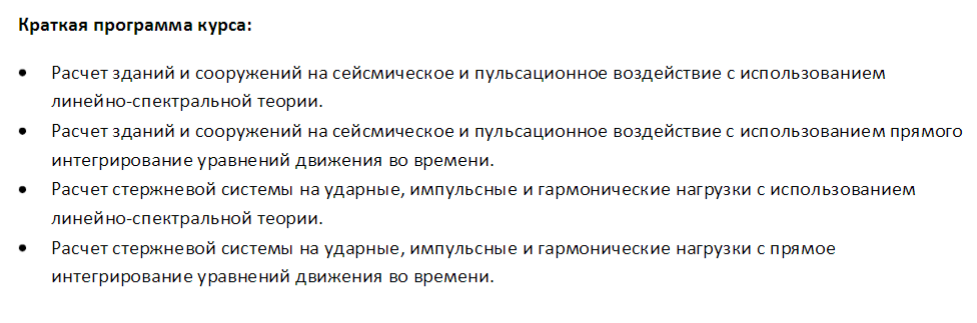 Краткая программа курса:
• Расчет зданий и сооружений на сейсмическое и пульсационное воздействие с использованием
линейно-спектральной теории.
• Расчет зданий и сооружений на сейсмическое и пульсационное воздействие с использованием прямого
интегрирование уравнений движения во времени.
• Расчет стержневой системы на ударные, импульсные и гармонические нагрузки с использованием
линейно-спектральной теории.
• Расчет стержневой системы на ударные, импульсные и гармонические нагрузки с прямое
интегрирование уравнений движения во времени.